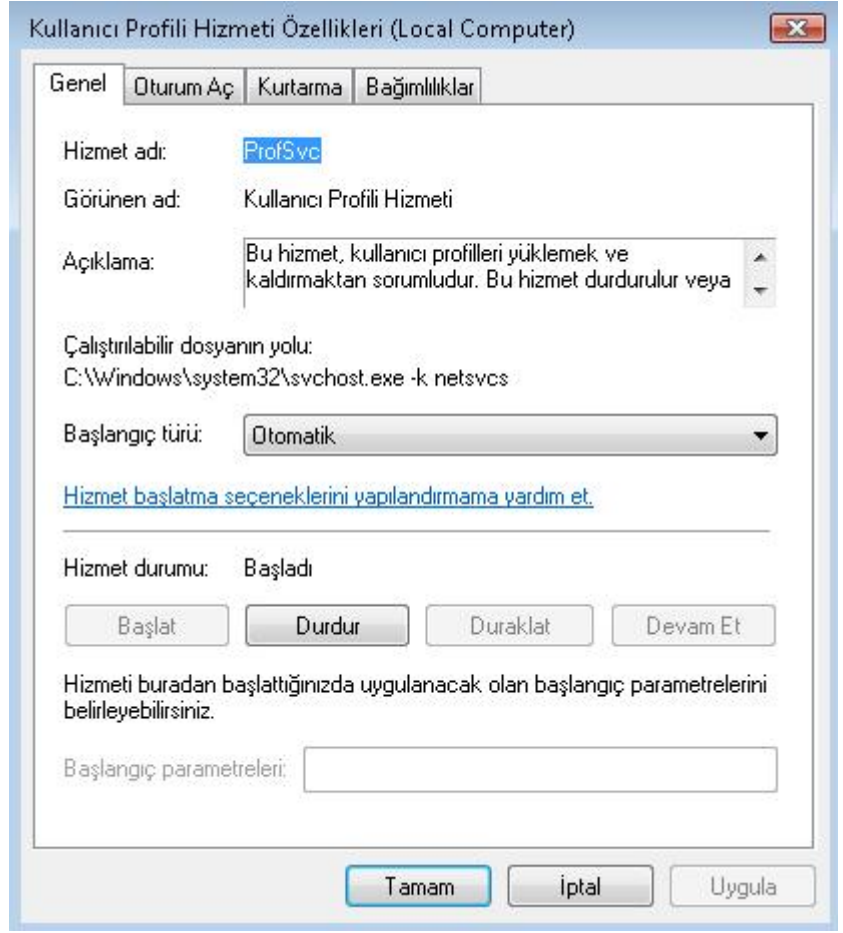 Kullanıcı Profili Hizmeti Özellikleri (Local Computer)
Genel Oturum Aç Kurtarma Bağımlılıklar
Hizmet adı: ProfSvc
Görünen ad: Kullanıcı Profili Hizmeti
Açıklama: Bu hizmet, kullanıcı profilleri yüklemek ve
kaldırmaktan sorumludur. Bu hizmet durdurulur veya
Çalıştırılabilir dosyanın yolu:
C:\Windows\system32\svchost.exe -k netsvcs
Başlangıç türü: Otomatik
Hizmet başlatma seçeneklerini yapılandırmama yardım et.
Hizmet durumu: Başladı
Başlat Durdur Duraklat Devam Et
Hizmeti buradan başlattığınızda uygulanacak olan başlangıç parametrelerini
belirleyebilirsiniz.
Başlangıç parametreleri:
Tamam İptal Uygula